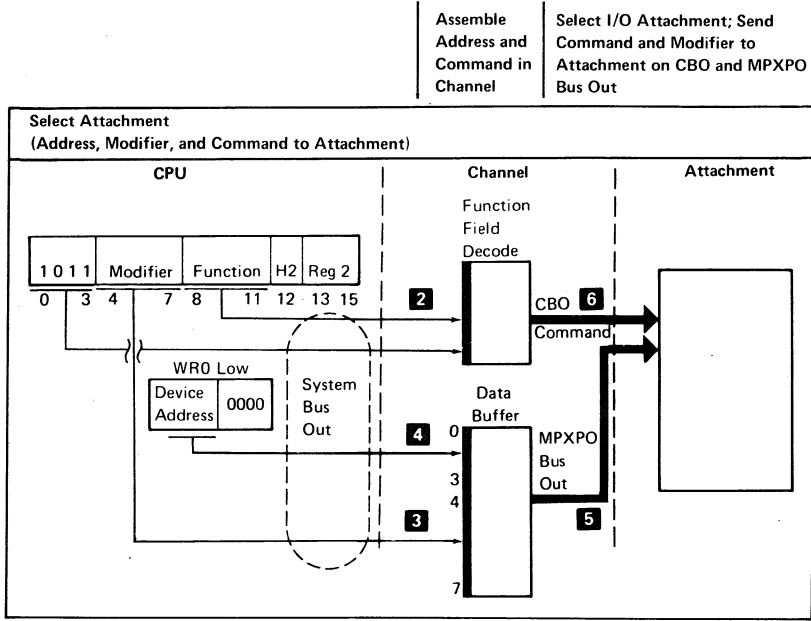 Assemble
Address and
Command in
Channel
Select I/O Attachment; Send
Command and Modifier to
Attachment on CBO and MPXPO
Bus Out
Select Attachment
(Address, Modifier, and Command to Attachment)
CPU
Channel
Attachment
Function
Field
Decode
1 0 1 1 Modifier Function H2 Reg 2
0 3 4 7 8 11 12 13 15
2
CBO 6
Command
WR0 Low
Device
Address
0000
System
Bus
Out
Data
Buffer
4
0
3
4
3
7
MPXPO
Bus
Out
5